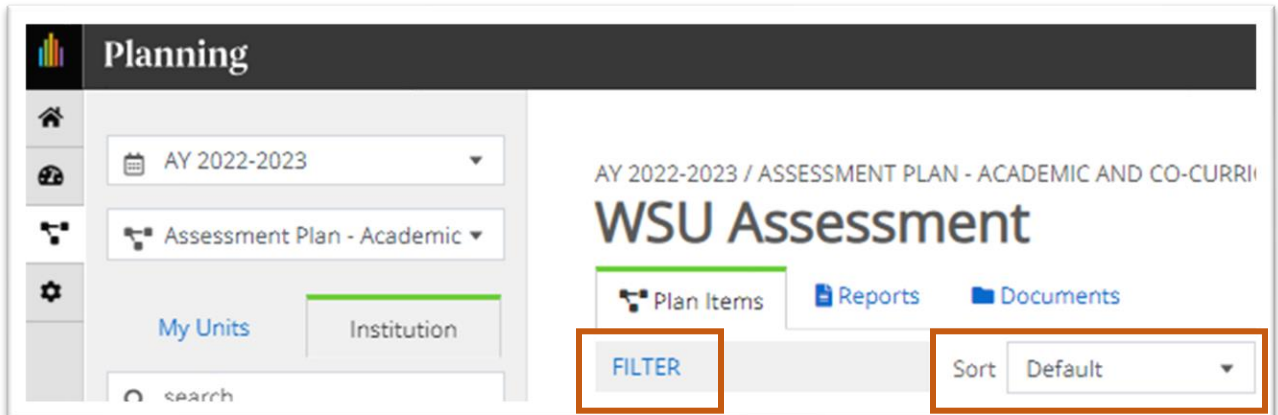 Planning
AY 2022-2023
Assessment Plan - Academic
My Units
Institution
search
AY 2022-2023 / ASSESSMENT PLAN - ACADEMIC AND CO-CURRI
WSU Assessment
Plan Items
Reports
Documents
FILTER
Sort
Default